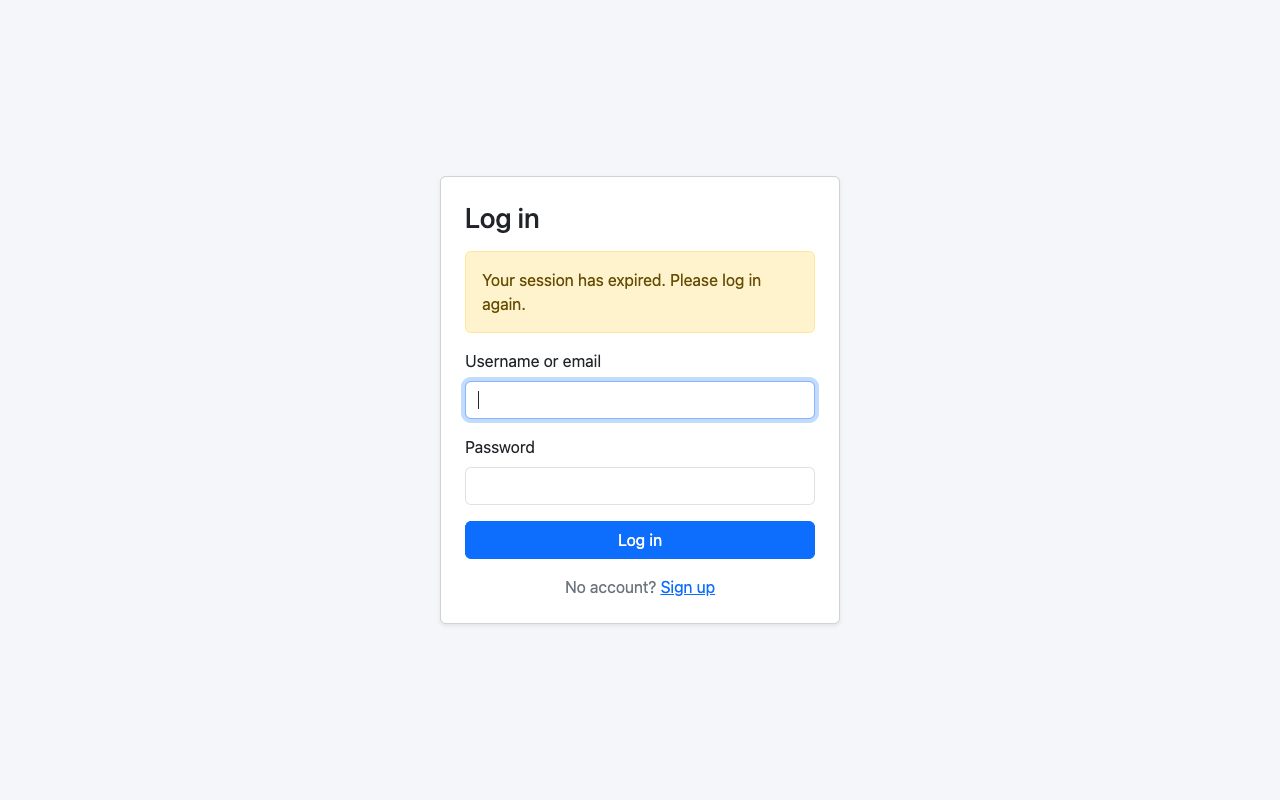 Log in
Your session has expired. Please log in
again.
Username or email
Password
Log in
No account? Sign up